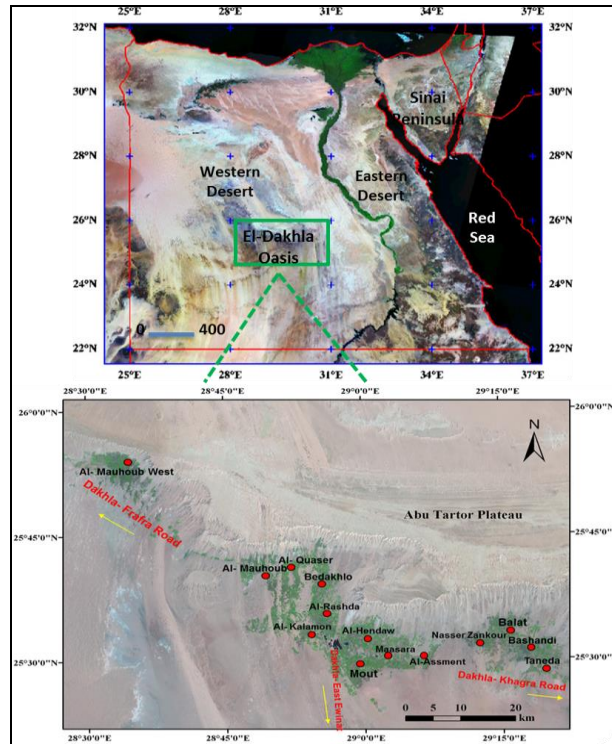 25°E 28°E 31°E 34°E 37°E
32°N 32°N
Sinai
Peninsula
30°N 30°N
28°N 28°N
Western
Desert
Eastern
Desert
26°N 26°N
Red
Sea
El-Dakhla
Oasis
24°N 24°N
0 400
22°N 22°N
25°E 28°E 31°E 34°E 37°E
28°30'0"E 28°45'0"E 29°0'0"E 29°15'0"E
26°0'0"N 26°0'0"N
N
Al- Mauhoub West
Dakhla- Frafra Road
Abu Tartor Plateau
25°45'0"N 25°45'0"N
Al- Quaser
Al- Mauhoub
Bedakhlo
Al-Rashda
Al-Kalamon
Al-Hendaw
Balat
Nasser Zankour
Bashandi
Maasara
Al-Assment
25°30'0"N 25°30'0"N
Mout
Taneda
Dakhla- East Ewinat
Dakhla- Khagra Road
0 5 10 20
km
28°30'0"E 28°45'0"E 29°0'0"E 29°15'0"E